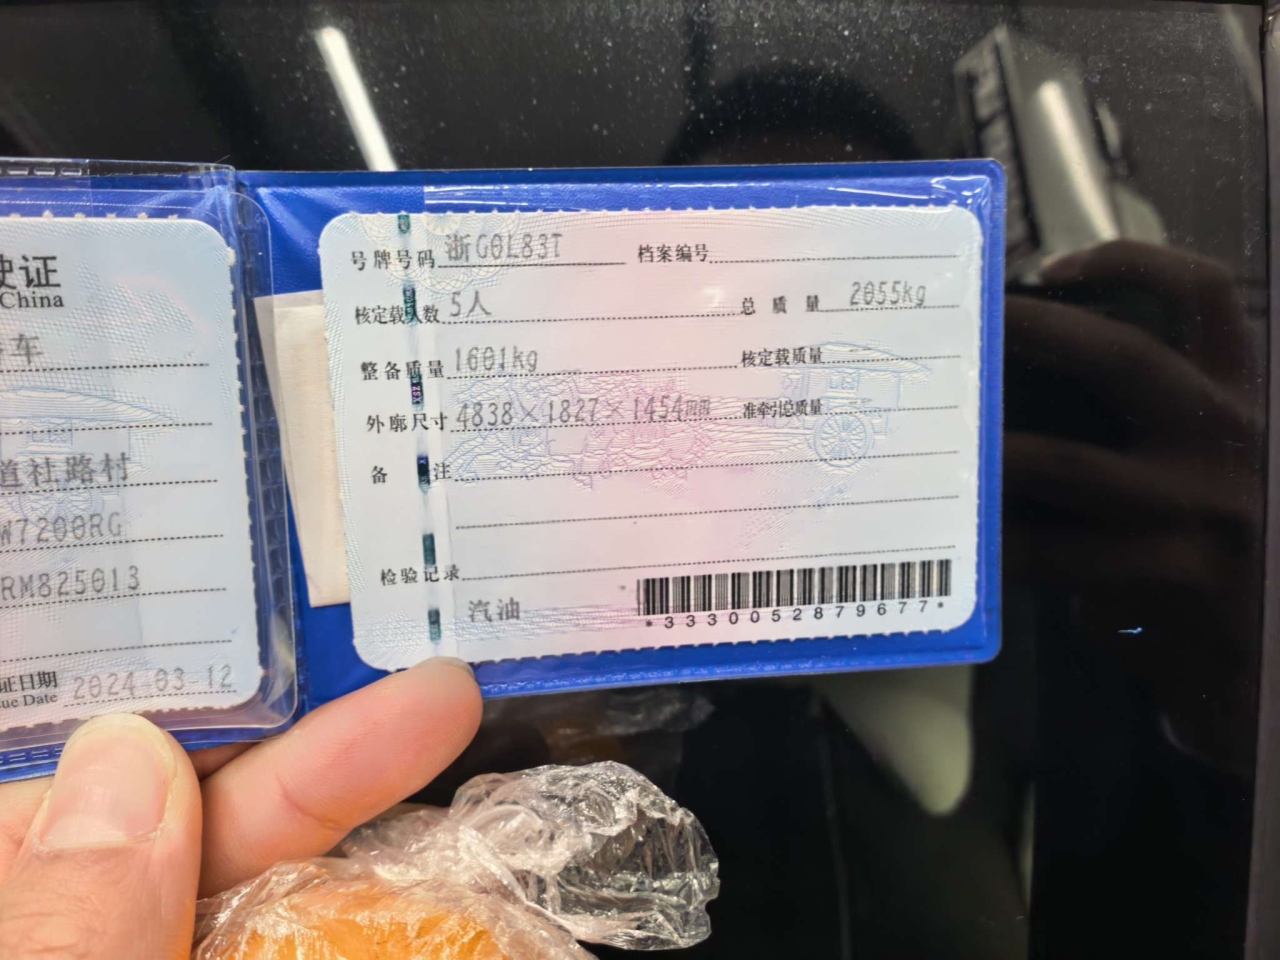 驶证
China
车
道社路村
W7200RG
RM825013
证日期 2024-03-12
sue Date
号牌号码 浙G0L83T 档案编号
核定载人数 5人 总质量 2055kg
整备质量 1601kg 核定载质量
外廓尺寸 4838×1827×1454mm 准牵引总质量
备注
检验记录
汽油
*3330052879677*